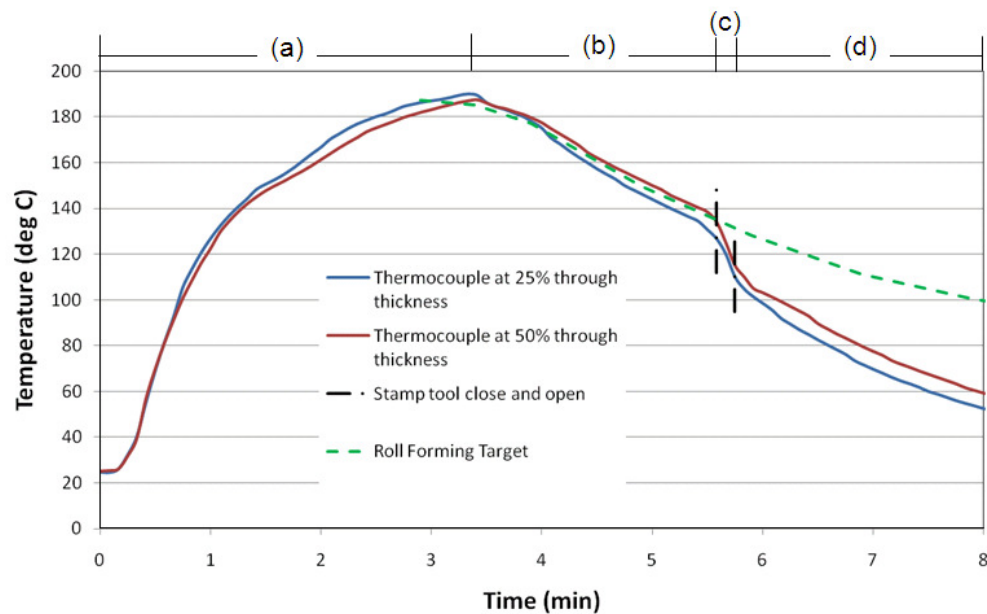 (a)
(b)
(c)
(d)
200
180
160
140
120
100
80
60
40
20
0
Temperature (deg C)
Thermocouple at 25% through
thickness
Thermocouple at 50% through
thickness
Stamp tool close and open
Roll Forming Target
0 1 2 3 4 5 6 7 8
Time (min)